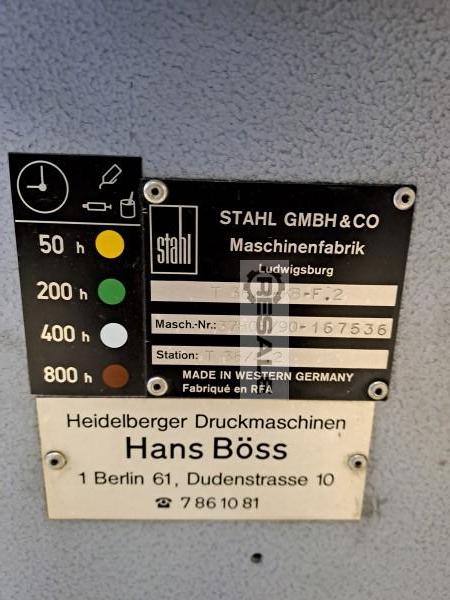 50 h
200 h
400 h
800 h
stahl
STAHL GMBH & CO
Maschinenfabrik
Ludwigsburg
Masch.-Nr.:
Station:
MADE IN WESTERN GERMANY
Fabriqué en RFA
RESALE
Heidelberger Druckmaschinen
Hans Böss
1 Berlin 61, Dudenstrasse 10
☎ 7 86 10 81